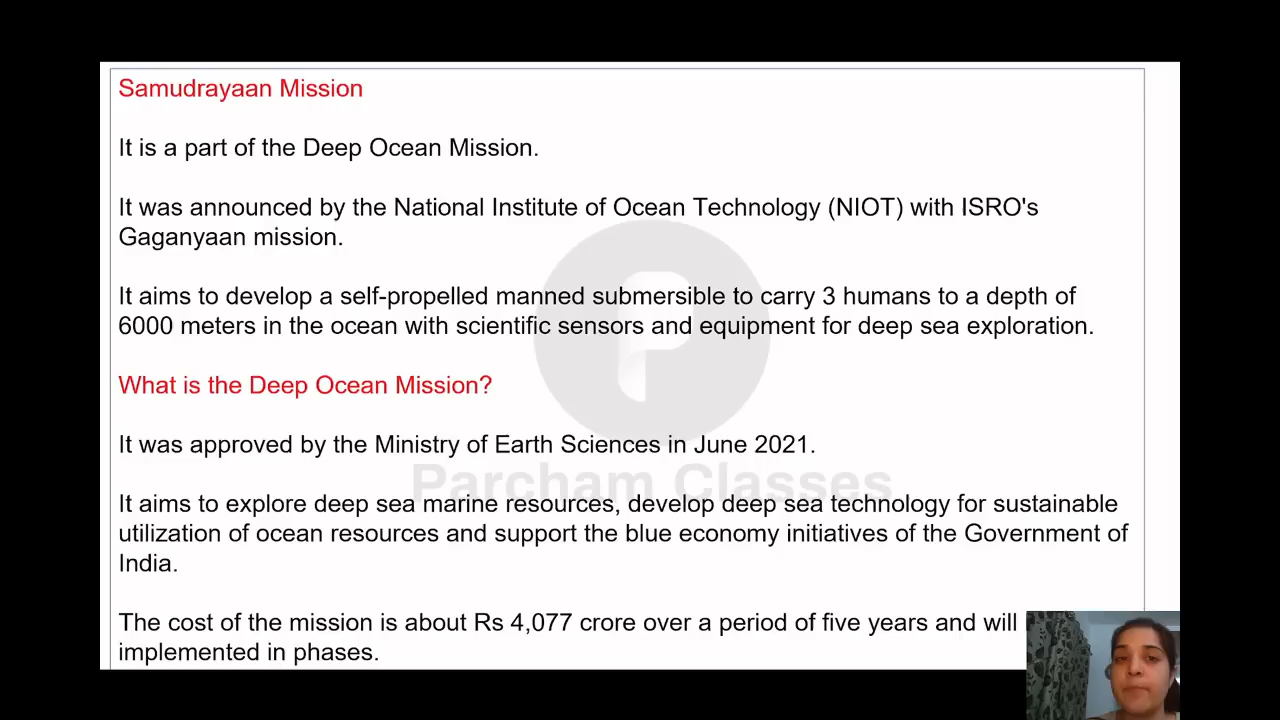 Samudrayaan Mission
It is a part of the Deep Ocean Mission.
It was announced by the National Institute of Ocean Technology (NIOT) with ISRO's
Gaganyaan mission.
It aims to develop a self-propelled manned submersible to carry 3 humans to a depth of
6000 meters in the ocean with scientific sensors and equipment for deep sea exploration.
What is the Deep Ocean Mission?
It was approved by the Ministry of Earth Sciences in June 2021.
Parcham Classes
It aims to explore deep sea marine resources, develop deep sea technology for sustainable
utilization of ocean resources and support the blue economy initiatives of the Government of
India.
The cost of the mission is about Rs 4,077 crore over a period of five years and will
implemented in phases.